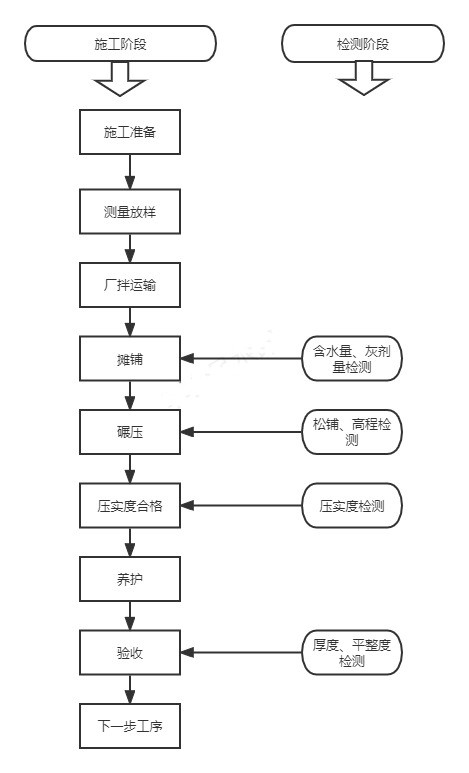 施工阶段
检测阶段
施工准备
测量放样
厂拌运输
摊铺
含水量、灰剂
量检测
碾压
松铺、高程检
测
压实度合格
压实度检测
养护
验收
厚度、平整度
检测
下一步工序